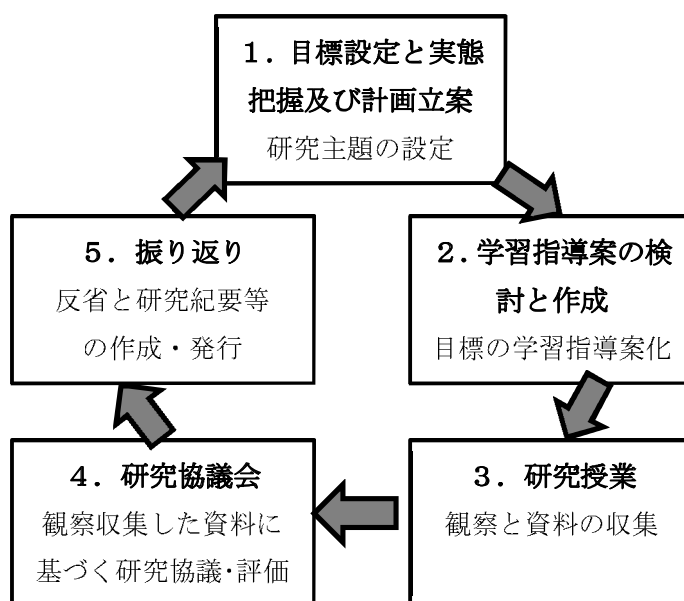 1．目標設定と実態
把握及び計画立案
研究主題の設定
2．学習指導案の検
討と作成
目標の学習指導案化
3．研究授業
観察と資料の収集
4．研究協議会
観察収集した資料に
基づく研究協議・評価
5．振り返り
反省と研究紀要等
の作成・発行